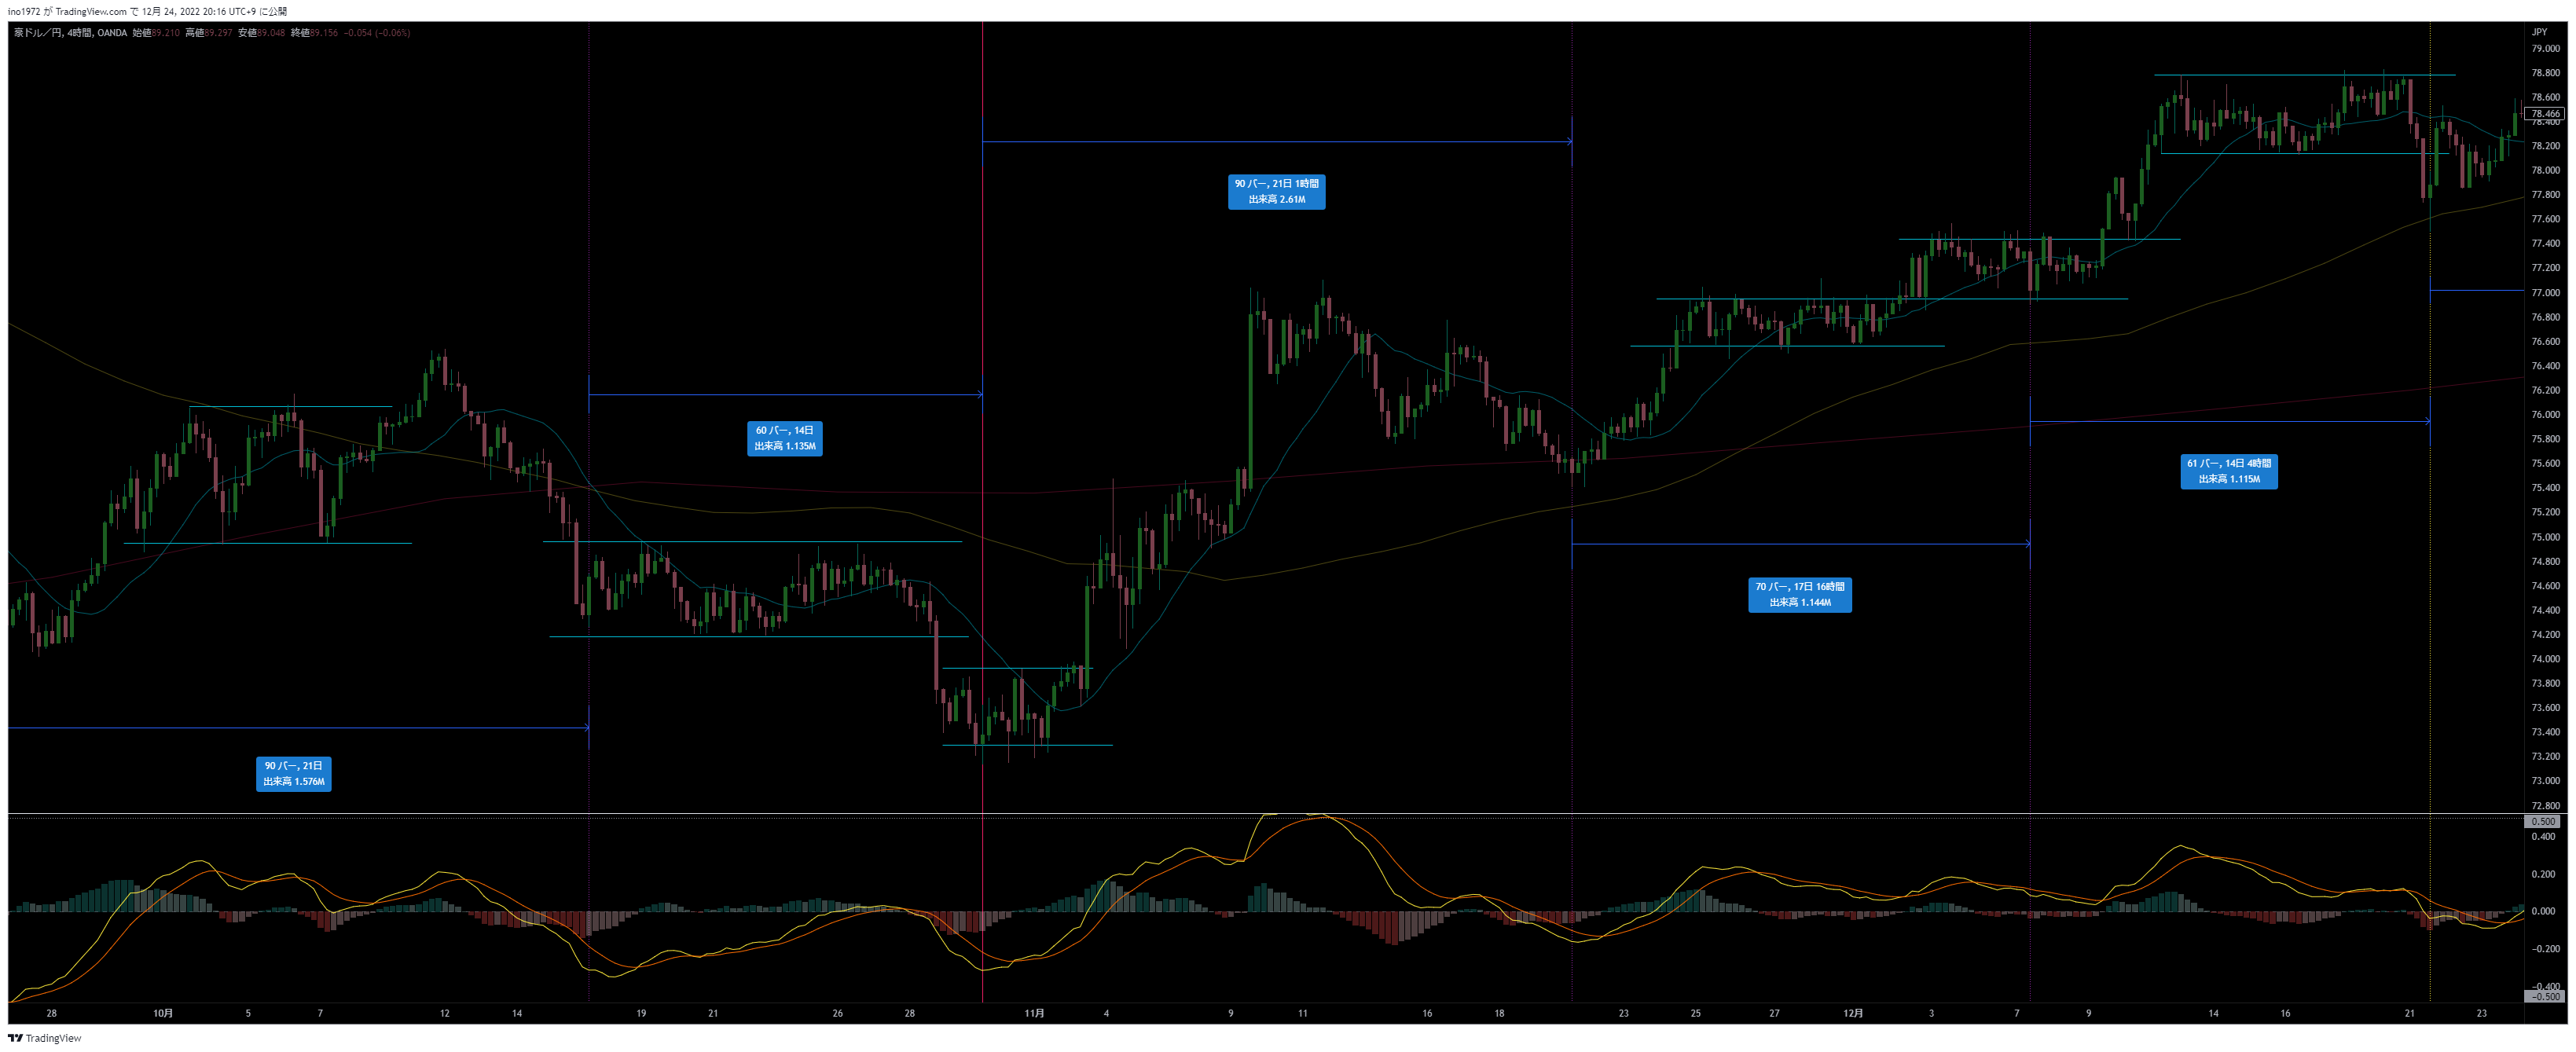 ino1972 が TradingView.com で 12月 24, 2022 20:16 UTC+9 に公開
豪ドル／円, 4時間, OANDA 始値89.210 高値89.297 安値89.048 終値89.156 −0.054 (−0.06%)
JPY
79.000
78.800
78.600
78.466
78.400
78.200
78.000
77.800
77.600
77.400
77.200
77.000
76.800
76.600
76.400
76.200
76.000
75.800
75.600
75.400
75.200
75.000
74.800
74.600
74.400
74.200
74.000
73.800
73.600
73.400
73.200
73.000
72.800
90 バー, 21日 1時間
出来高 2.61M
60 バー, 14日
出来高 1.135M
61 バー, 14日 4時間
出来高 1.115M
70 バー, 17日 16時間
出来高 1.144M
90 バー, 21日
出来高 1.576M
0.500
0.400
0.200
0.000
−0.200
−0.400
−0.500
28 10月 5 7 12 14 19 21 26 28 11月 4 9 11 16 18 23 25 27 12月 3 7 9 14 16 21 23
TradingView